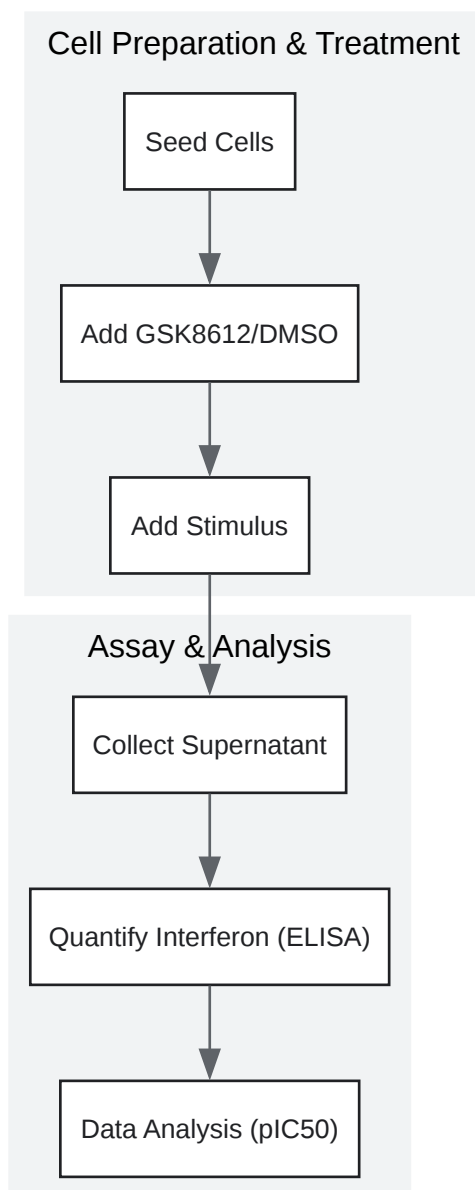 Cell Preparation & Treatment
Seed Cells
Add GSK8612/DMSO
Add Stimulus
Assay & Analysis
Collect Supernatant
Quantify Interferon (ELISA)
Data Analysis (pIC50)